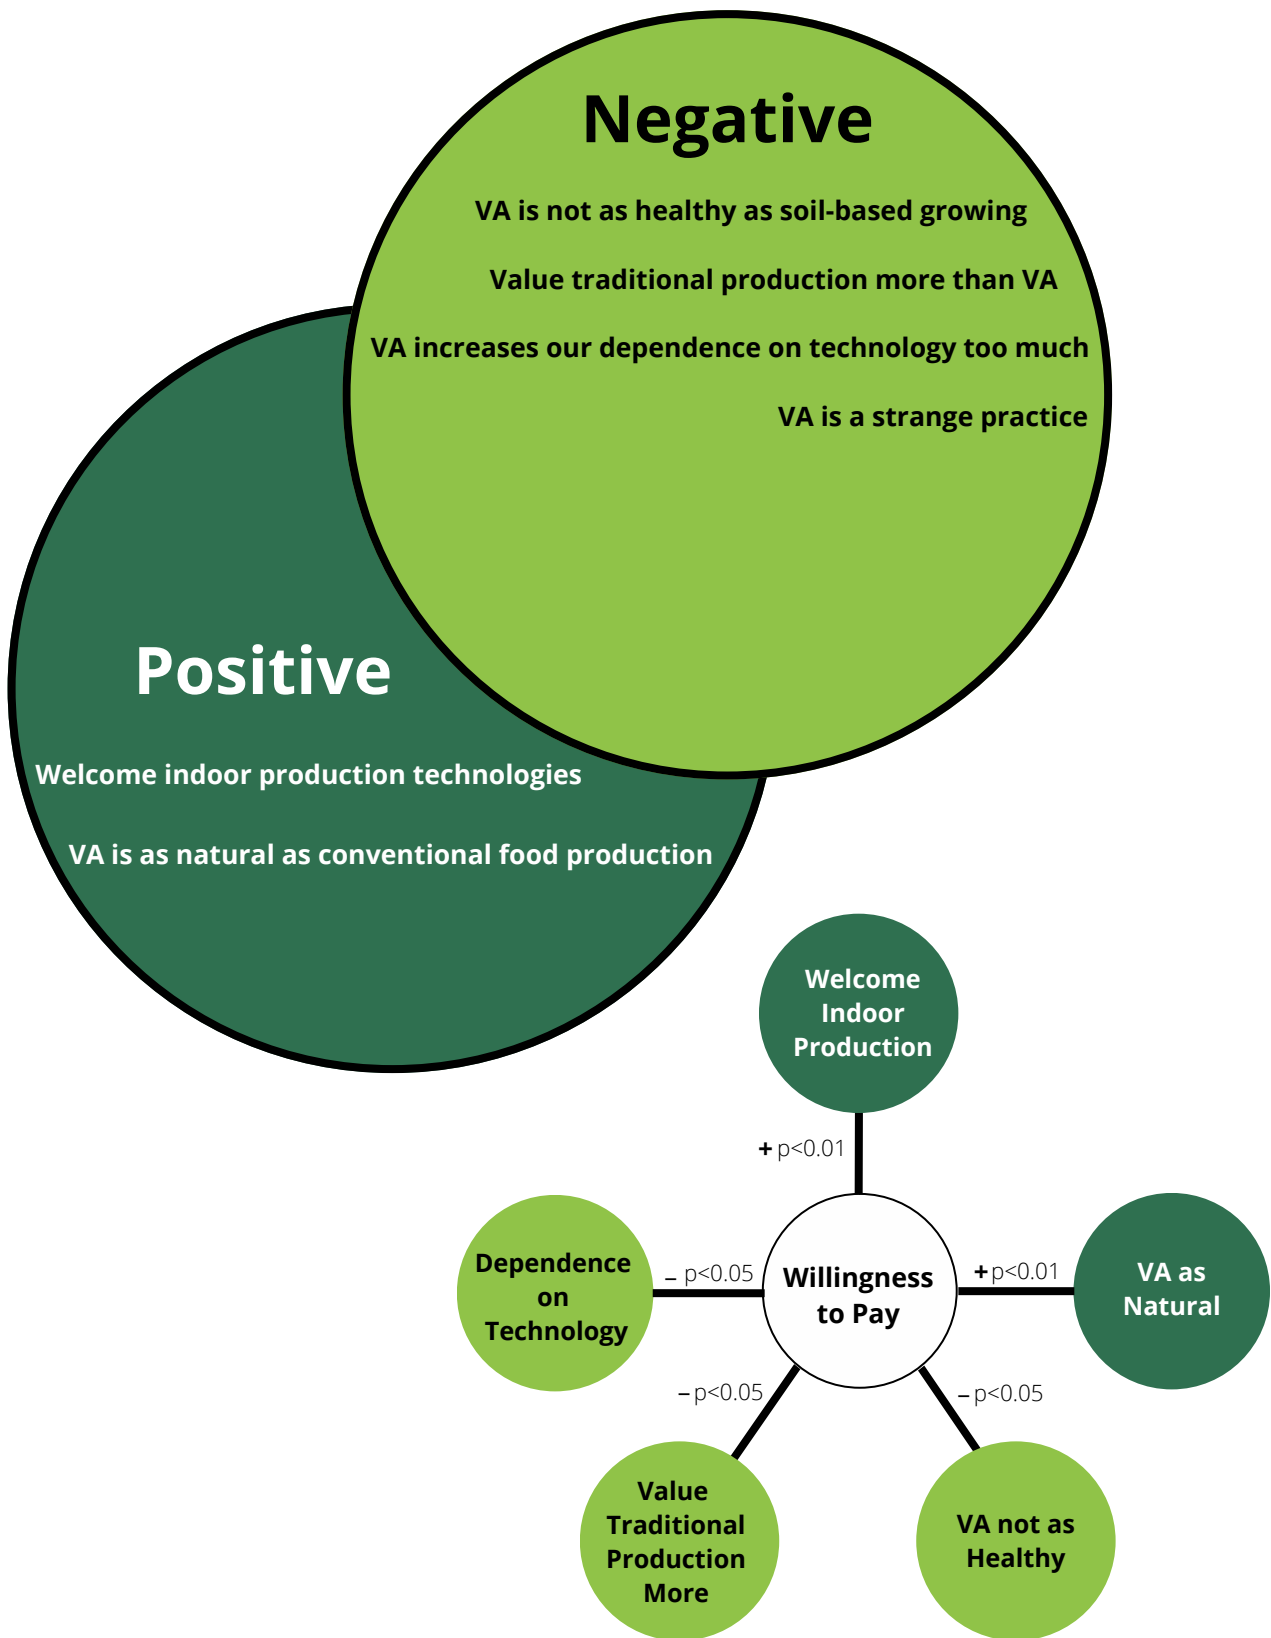 Negative
VA is not as healthy as soil-based growing
Value traditional production more than VA
VA increases our dependence on technology too much
VA is a strange practice
Positive
Welcome indoor production technologies
VA is as natural as conventional food production
Welcome
Indoor
Production
+ p<0.01
Dependence
on
Technology
– p<0.05
Willingness
to Pay
+ p<0.01
VA as
Natural
– p<0.05
– p<0.05
Value
Traditional
Production
More
VA not as
Healthy